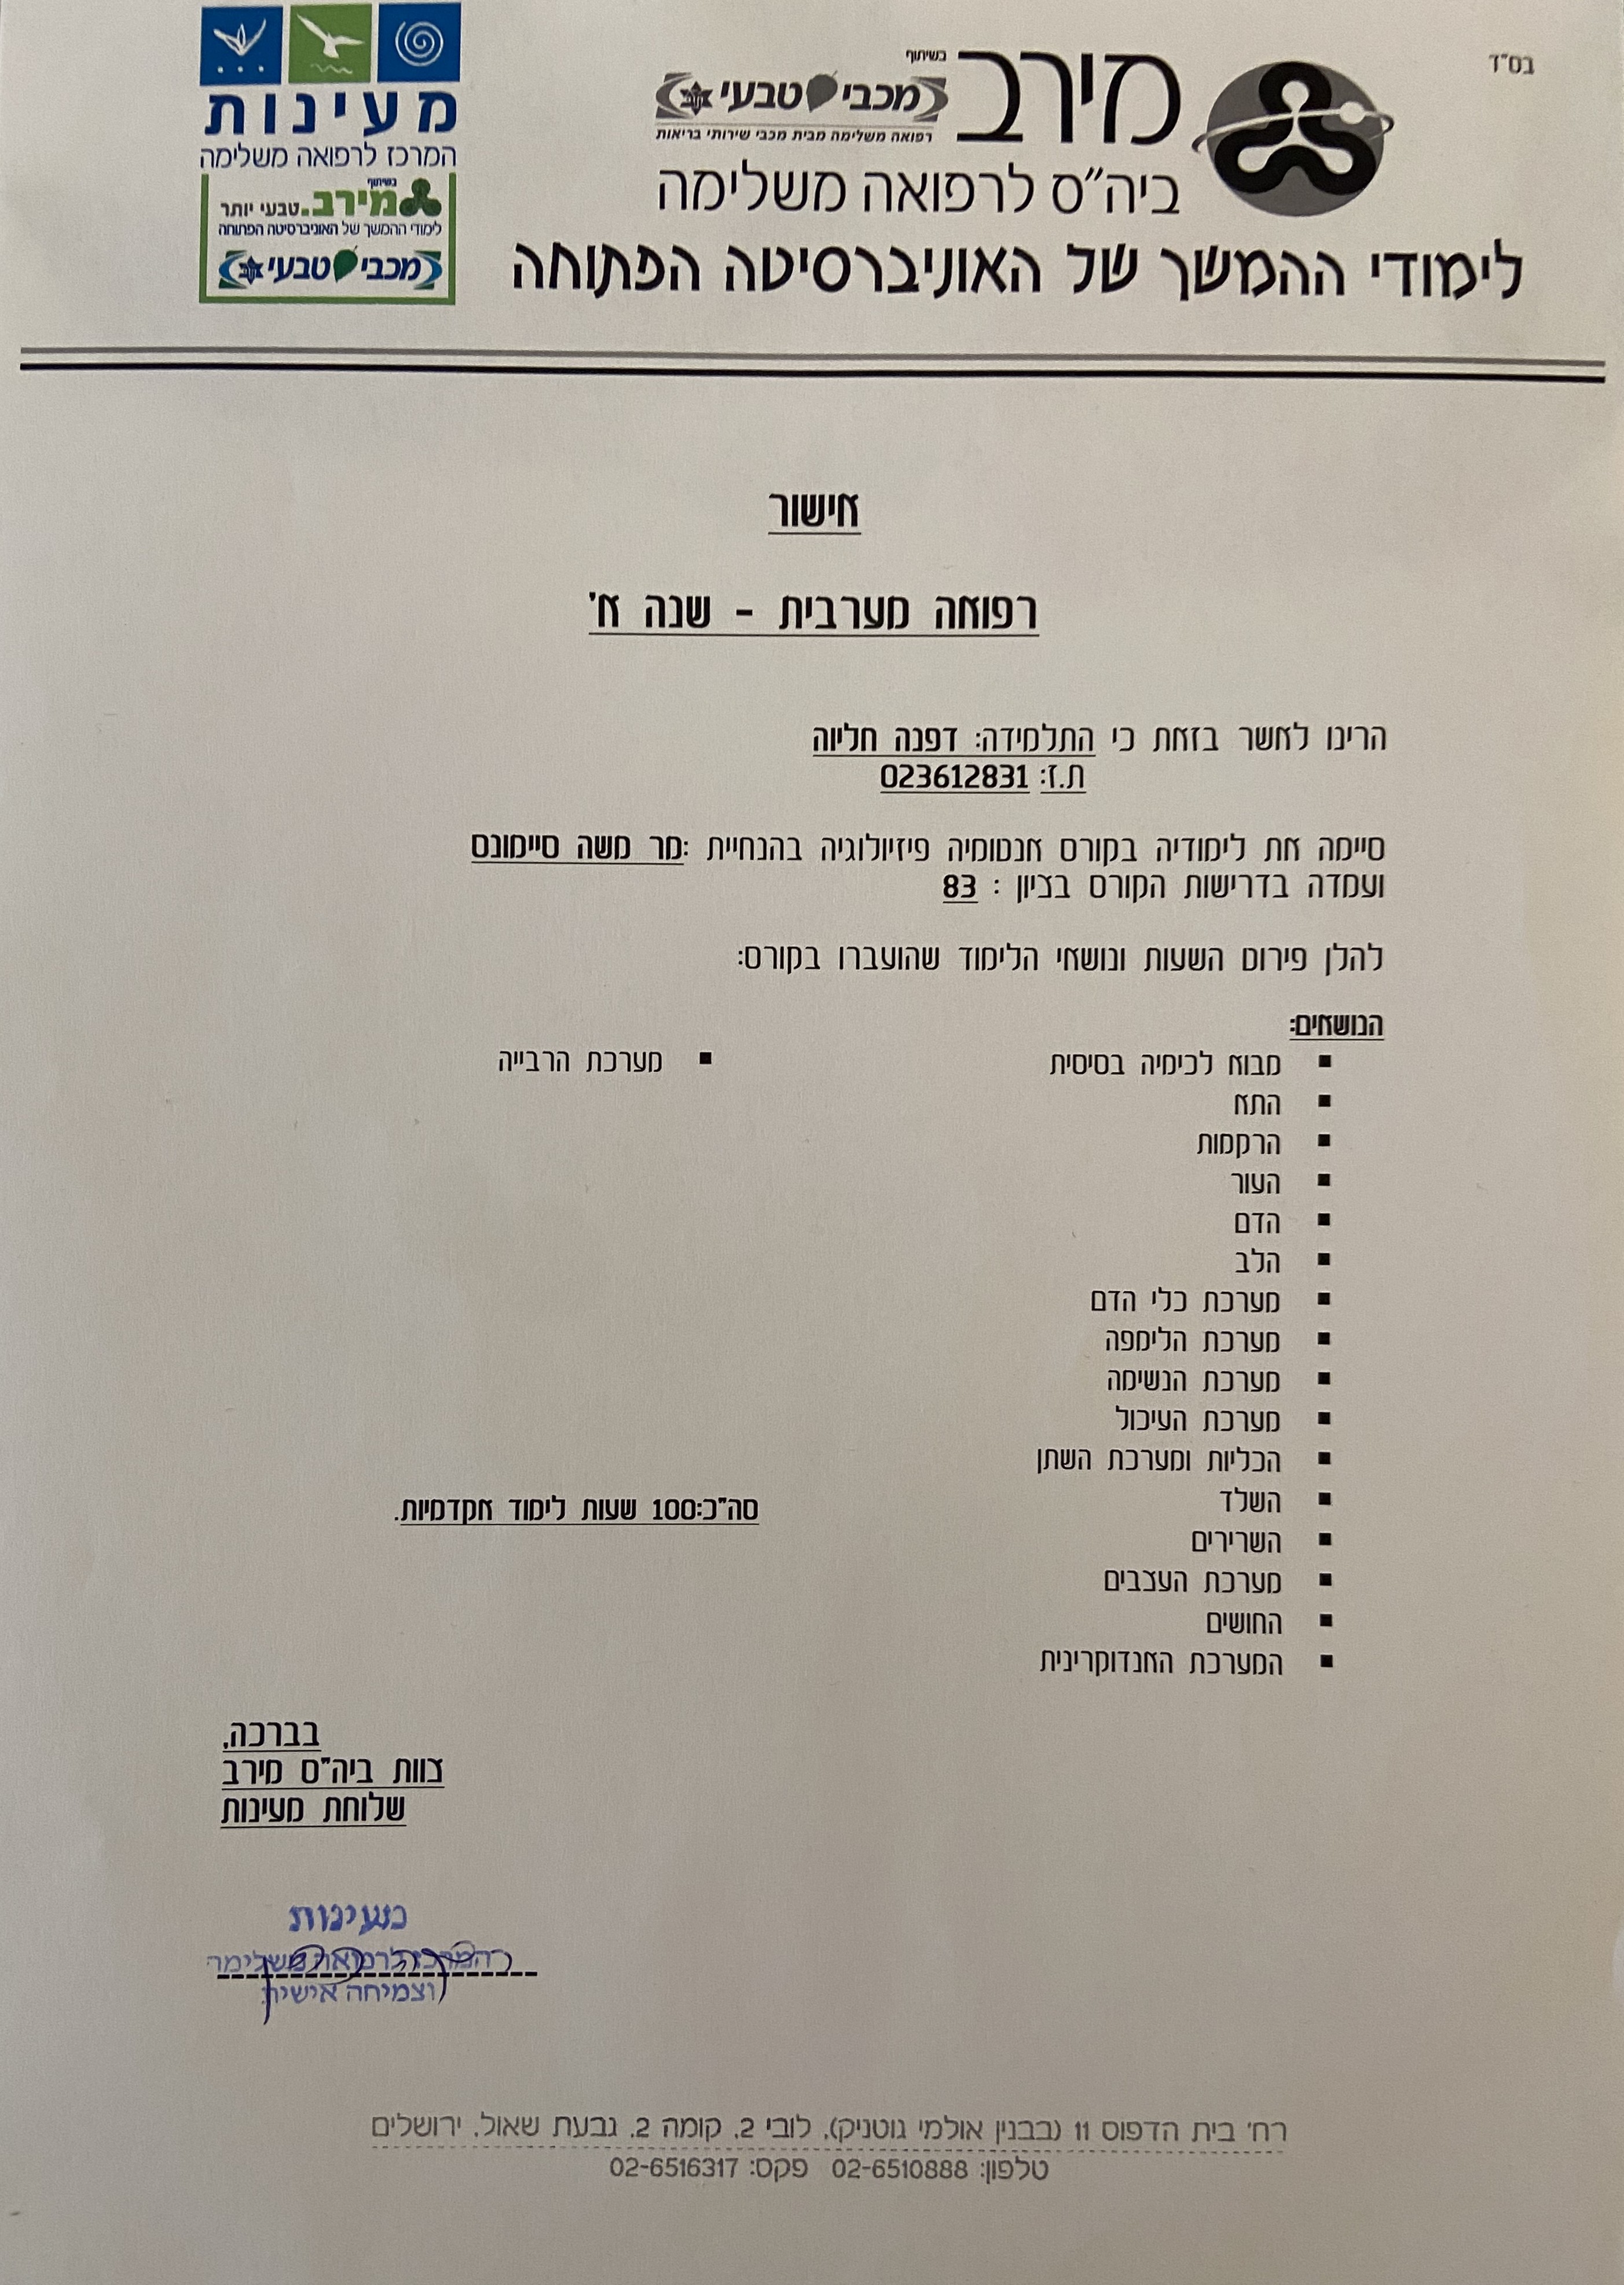 בס"ד
מירב
בשיתוף
מכבי טבעי
רפואה משלימה מבית מכבי שירותי בריאות
ביה"ס לרפואה משלימה
לימודי ההמשך של האוניברסיטה הפתוחה
מעינות
המרכז לרפואה משלימה
בשיתוף
מירב.טבעי יותר
לימודי ההמשך של האוניברסיטה הפתוחה
מכבי טבעי
אישור
רפואה מערבית - שנה א'
הרינו לאשר בזאת כי התלמידה: דפנה חליוה
ת.ז: 023612831
סיימה את לימודיה בקורס אנטומיה פיזיולוגיה בהנחיית :מר משה סיימונס
ועמדה בדרישות הקורס בציון : 83
להלן פירוט השעות ונושאי הלימוד שהועברו בקורס:
הנושאים:
▪ מבוא לכימיה בסיסית
▪ התא
▪ הרקמות
▪ העור
▪ הדם
▪ הלב
▪ מערכת כלי הדם
▪ מערכת הלימפה
▪ מערכת הנשימה
▪ מערכת העיכול
▪ הכליות ומערכת השתן
▪ השלד
▪ השרירים
▪ מערכת העצבים
▪ החושים
▪ המערכת האנדוקרינית
▪ מערכת הרבייה
סה"כ:100 שעות לימוד אקדמיות.
בברכה,
צוות ביה"ס מירב
שלוחת מעינות
מעינות
המרכז לרפואה משלימה
וצמיחה אישית
רח' בית הדפוס 11 (בבנין אולמי גוטניק), לובי 2, קומה 2, גבעת שאול, ירושלים
טלפון: 02-6510888 פקס: 02-6516317